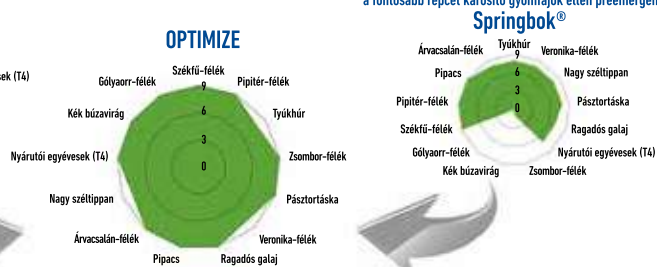 a fontosabb repcét károsító gyomfajok ellen preemergen
Springbok®
OPTIMIZE
sek (T4)
Székfű-félék
Gólyaorr-félék
Pipitér-félék
Kék búzavirág
Tyúkhúr
Nyárutói egyévesek (T4)
Zsombor-félék
Nagy széltippan
Pásztortáska
Árvacsalán-félék
Veronika-félék
Pipacs
Ragadós galaj
9
6
3
0
Tyúkhúr
Árvacsalán-félék
Veronika-félék
Pipacs
Nagy széltippan
Pipitér-félék
Pásztortáska
Székfű-félék
Ragadós galaj
Gólyaorr-félék
Nyárutói egyévesek (T4)
Kék búzavirág
Zsombor-félék
9
6
3
0